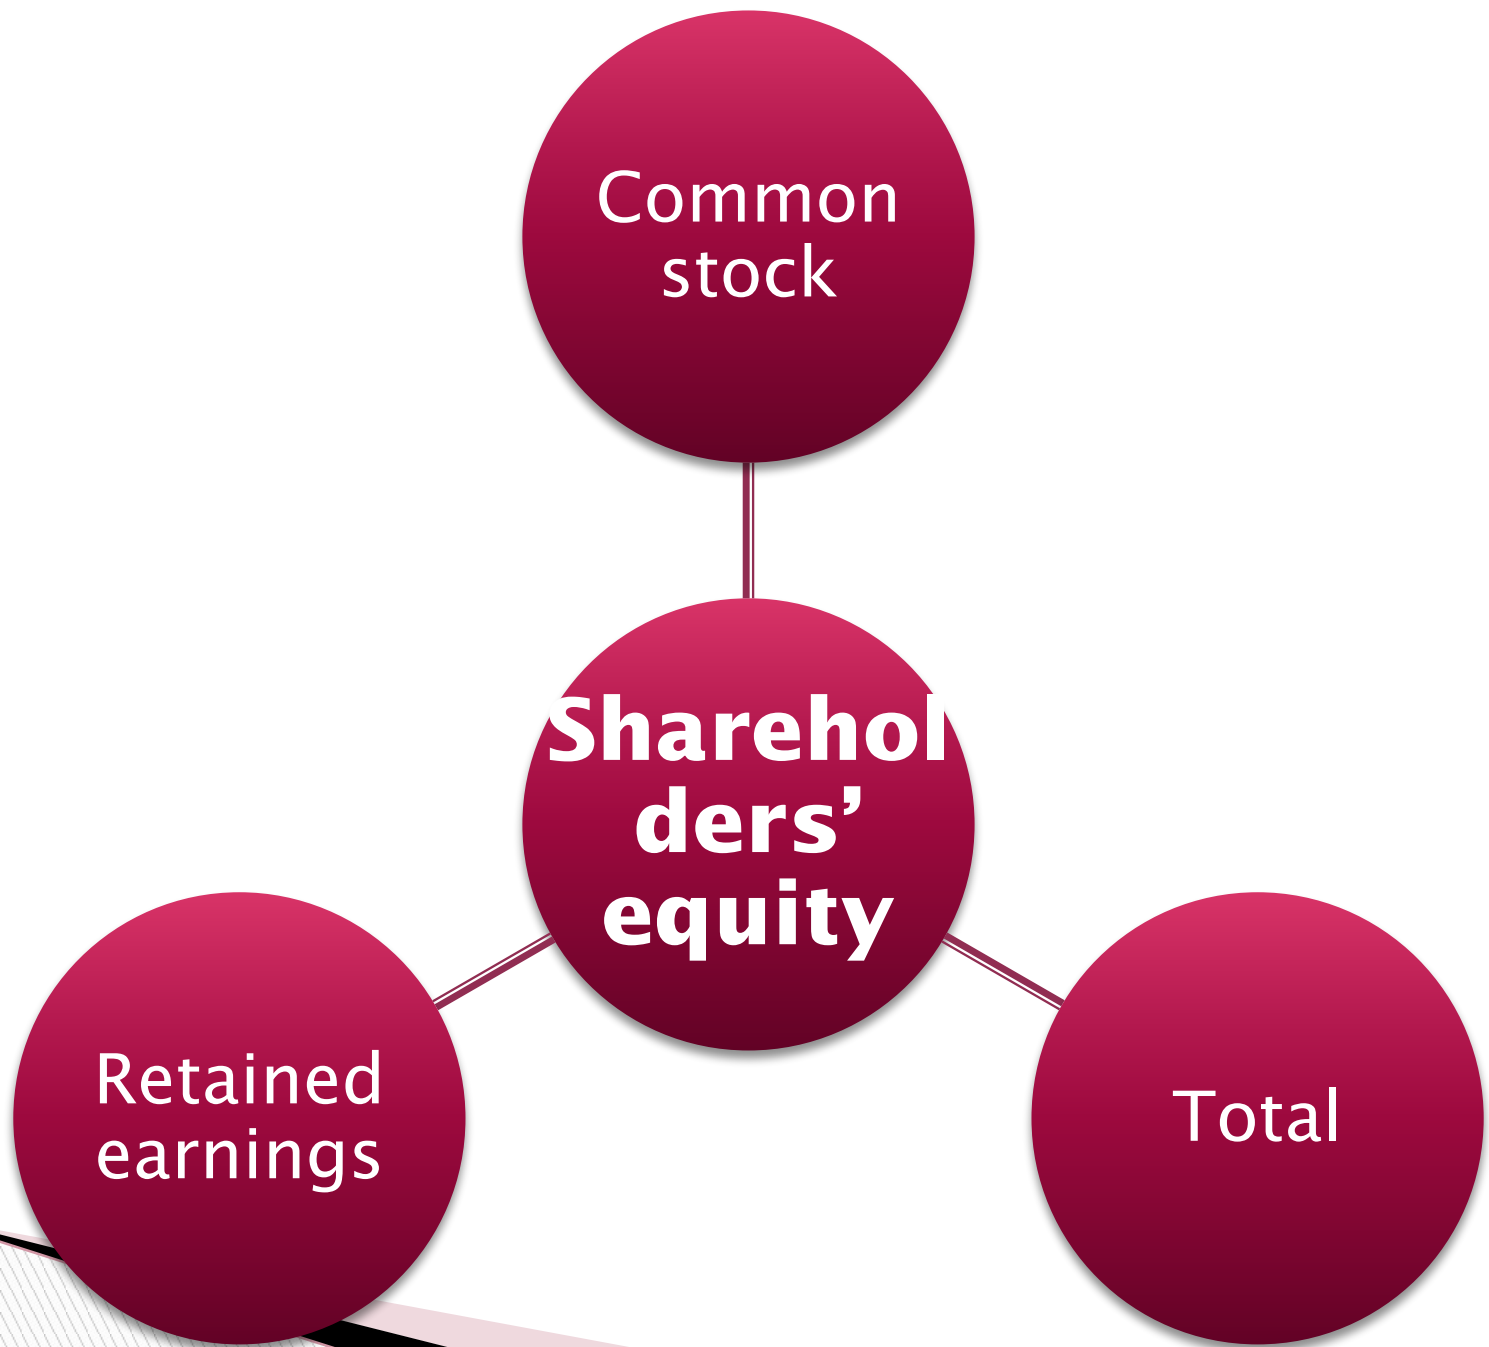 Common
stock
Sharehol
ders’
equity
Retained
earnings
Total